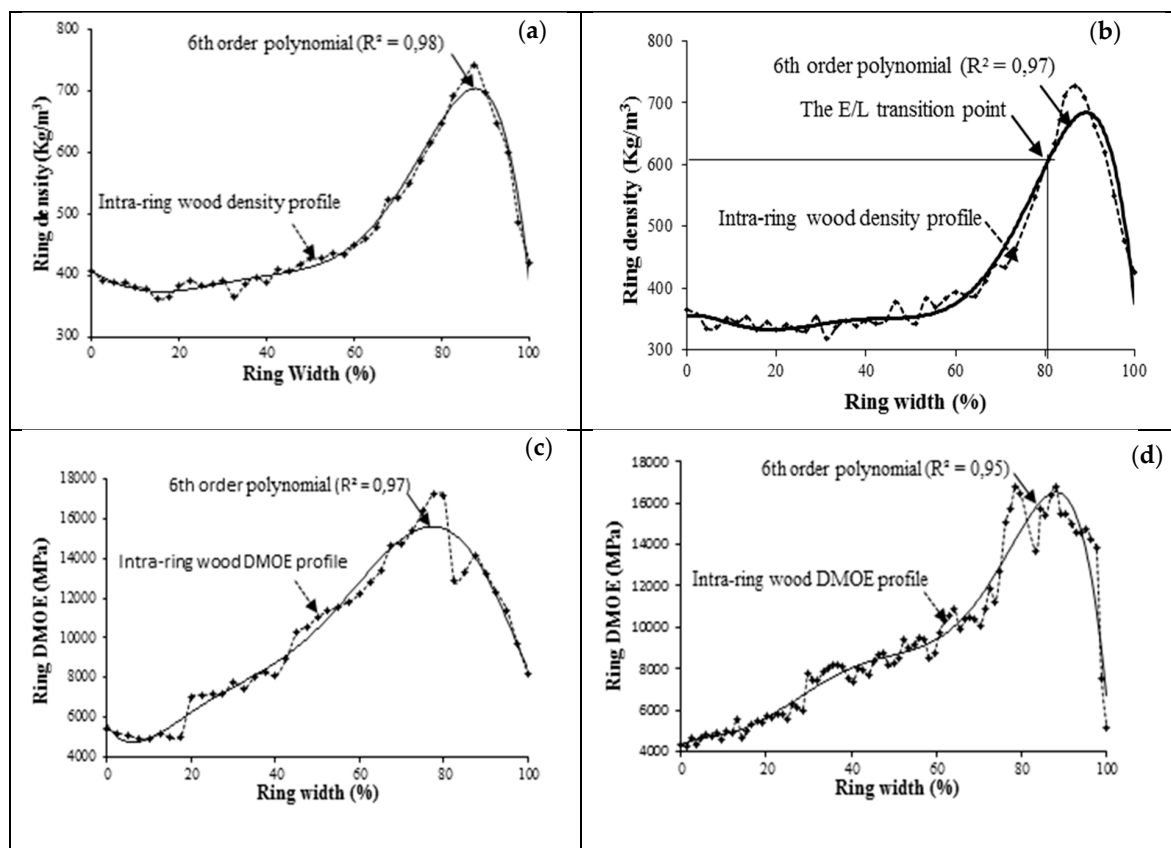 (a)
6th order polynomial (R² = 0,98)
Intra-ring wood density profile
Ring density (Kg/m³)
800
700
600
500
400
300
0 20 40 60 80 100
Ring Width (%)
(b)
6th order polynomial (R² = 0,97)
The E/L transition point
Intra-ring wood density profile
Ring density (Kg/m³)
800
700
600
500
400
300
0 20 40 60 80 100
Ring width (%)
(c)
6th order polynomial (R² = 0,97)
Intra-ring wood DMOE profile
Ring DMOE (MPa)
18000
16000
14000
12000
10000
8000
6000
4000
0 20 40 60 80 100
Ring width (%)
(d)
6th order polynomial (R² = 0,95)
Intra-ring wood DMOE profile
Ring DMOE (MPa)
18000
16000
14000
12000
10000
8000
6000
4000
0 20 40 60 80 100
Ring width (%)